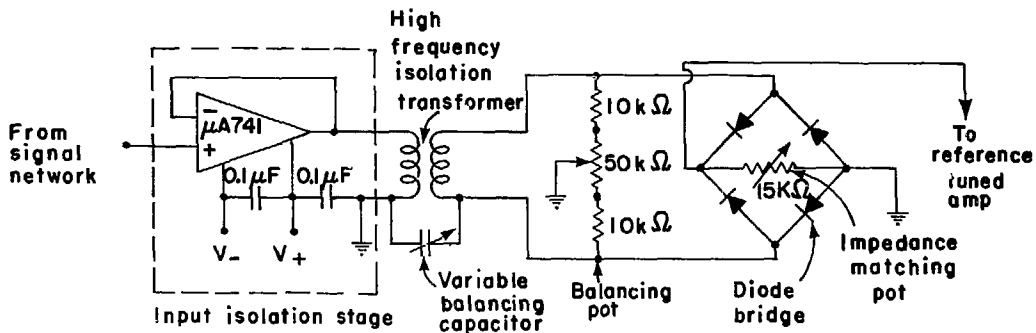 High
frequency
isolation
transformer
From
signal
network
−
μA741
+
0.1μF
0.1μF
V−
V+
Input isolation stage
Variable
balancing
capacitor
10kΩ
50kΩ
10kΩ
Balancing
pot
15KΩ
Diode
bridge
Impedance
matching
pot
To
reference
tuned
amp